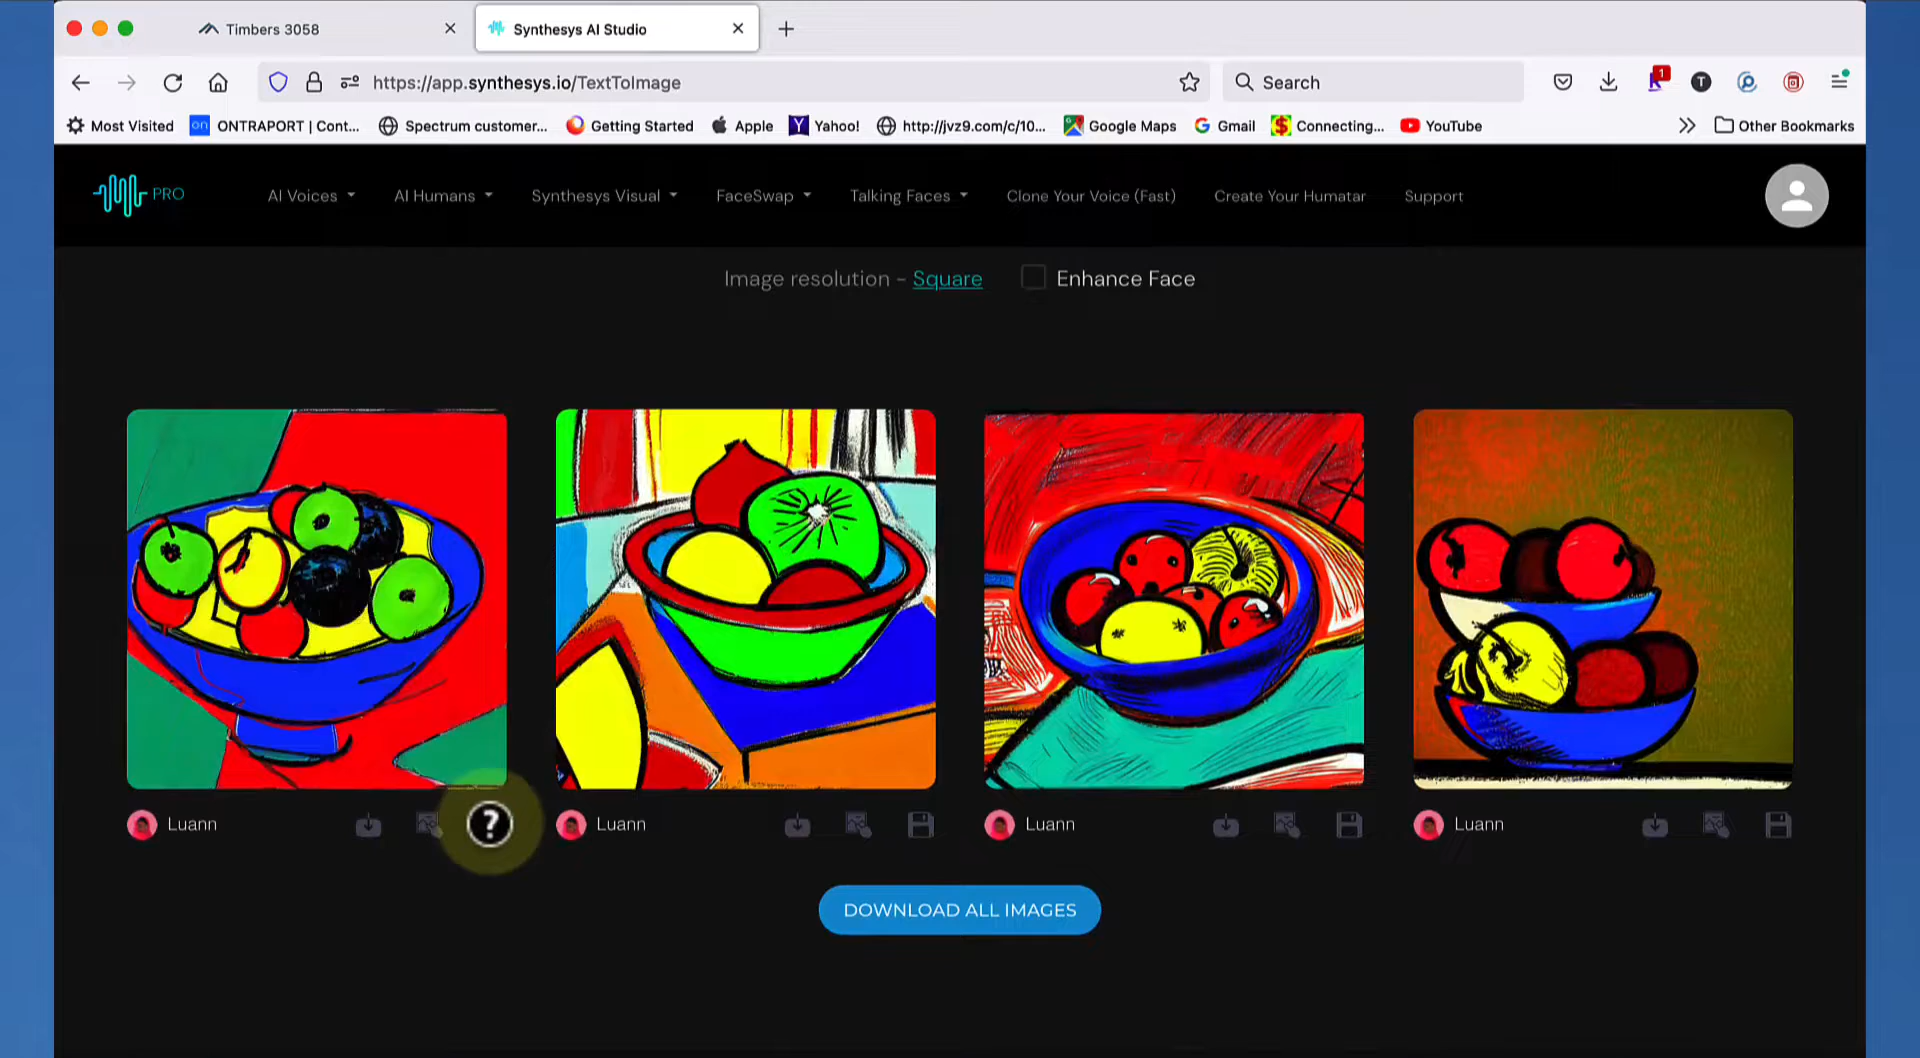 Timbers 3058
Synthesys AI Studio
https://app.synthesys.io/TextToImage
Search
1
T
Most Visited
on ONTRAPORT | Cont...
Spectrum customer...
Getting Started
Apple
Y Yahoo!
http://jvz9.com/c/10...
Google Maps
G Gmail
$ Connecting...
YouTube
Other Bookmarks
PRO
AI Voices
AI Humans
Synthesys Visual
FaceSwap
Talking Faces
Clone Your Voice (Fast)
Create Your Humatar
Support
Image resolution - Square
Enhance Face
Luann
?
Luann
Luann
Luann
DOWNLOAD ALL IMAGES